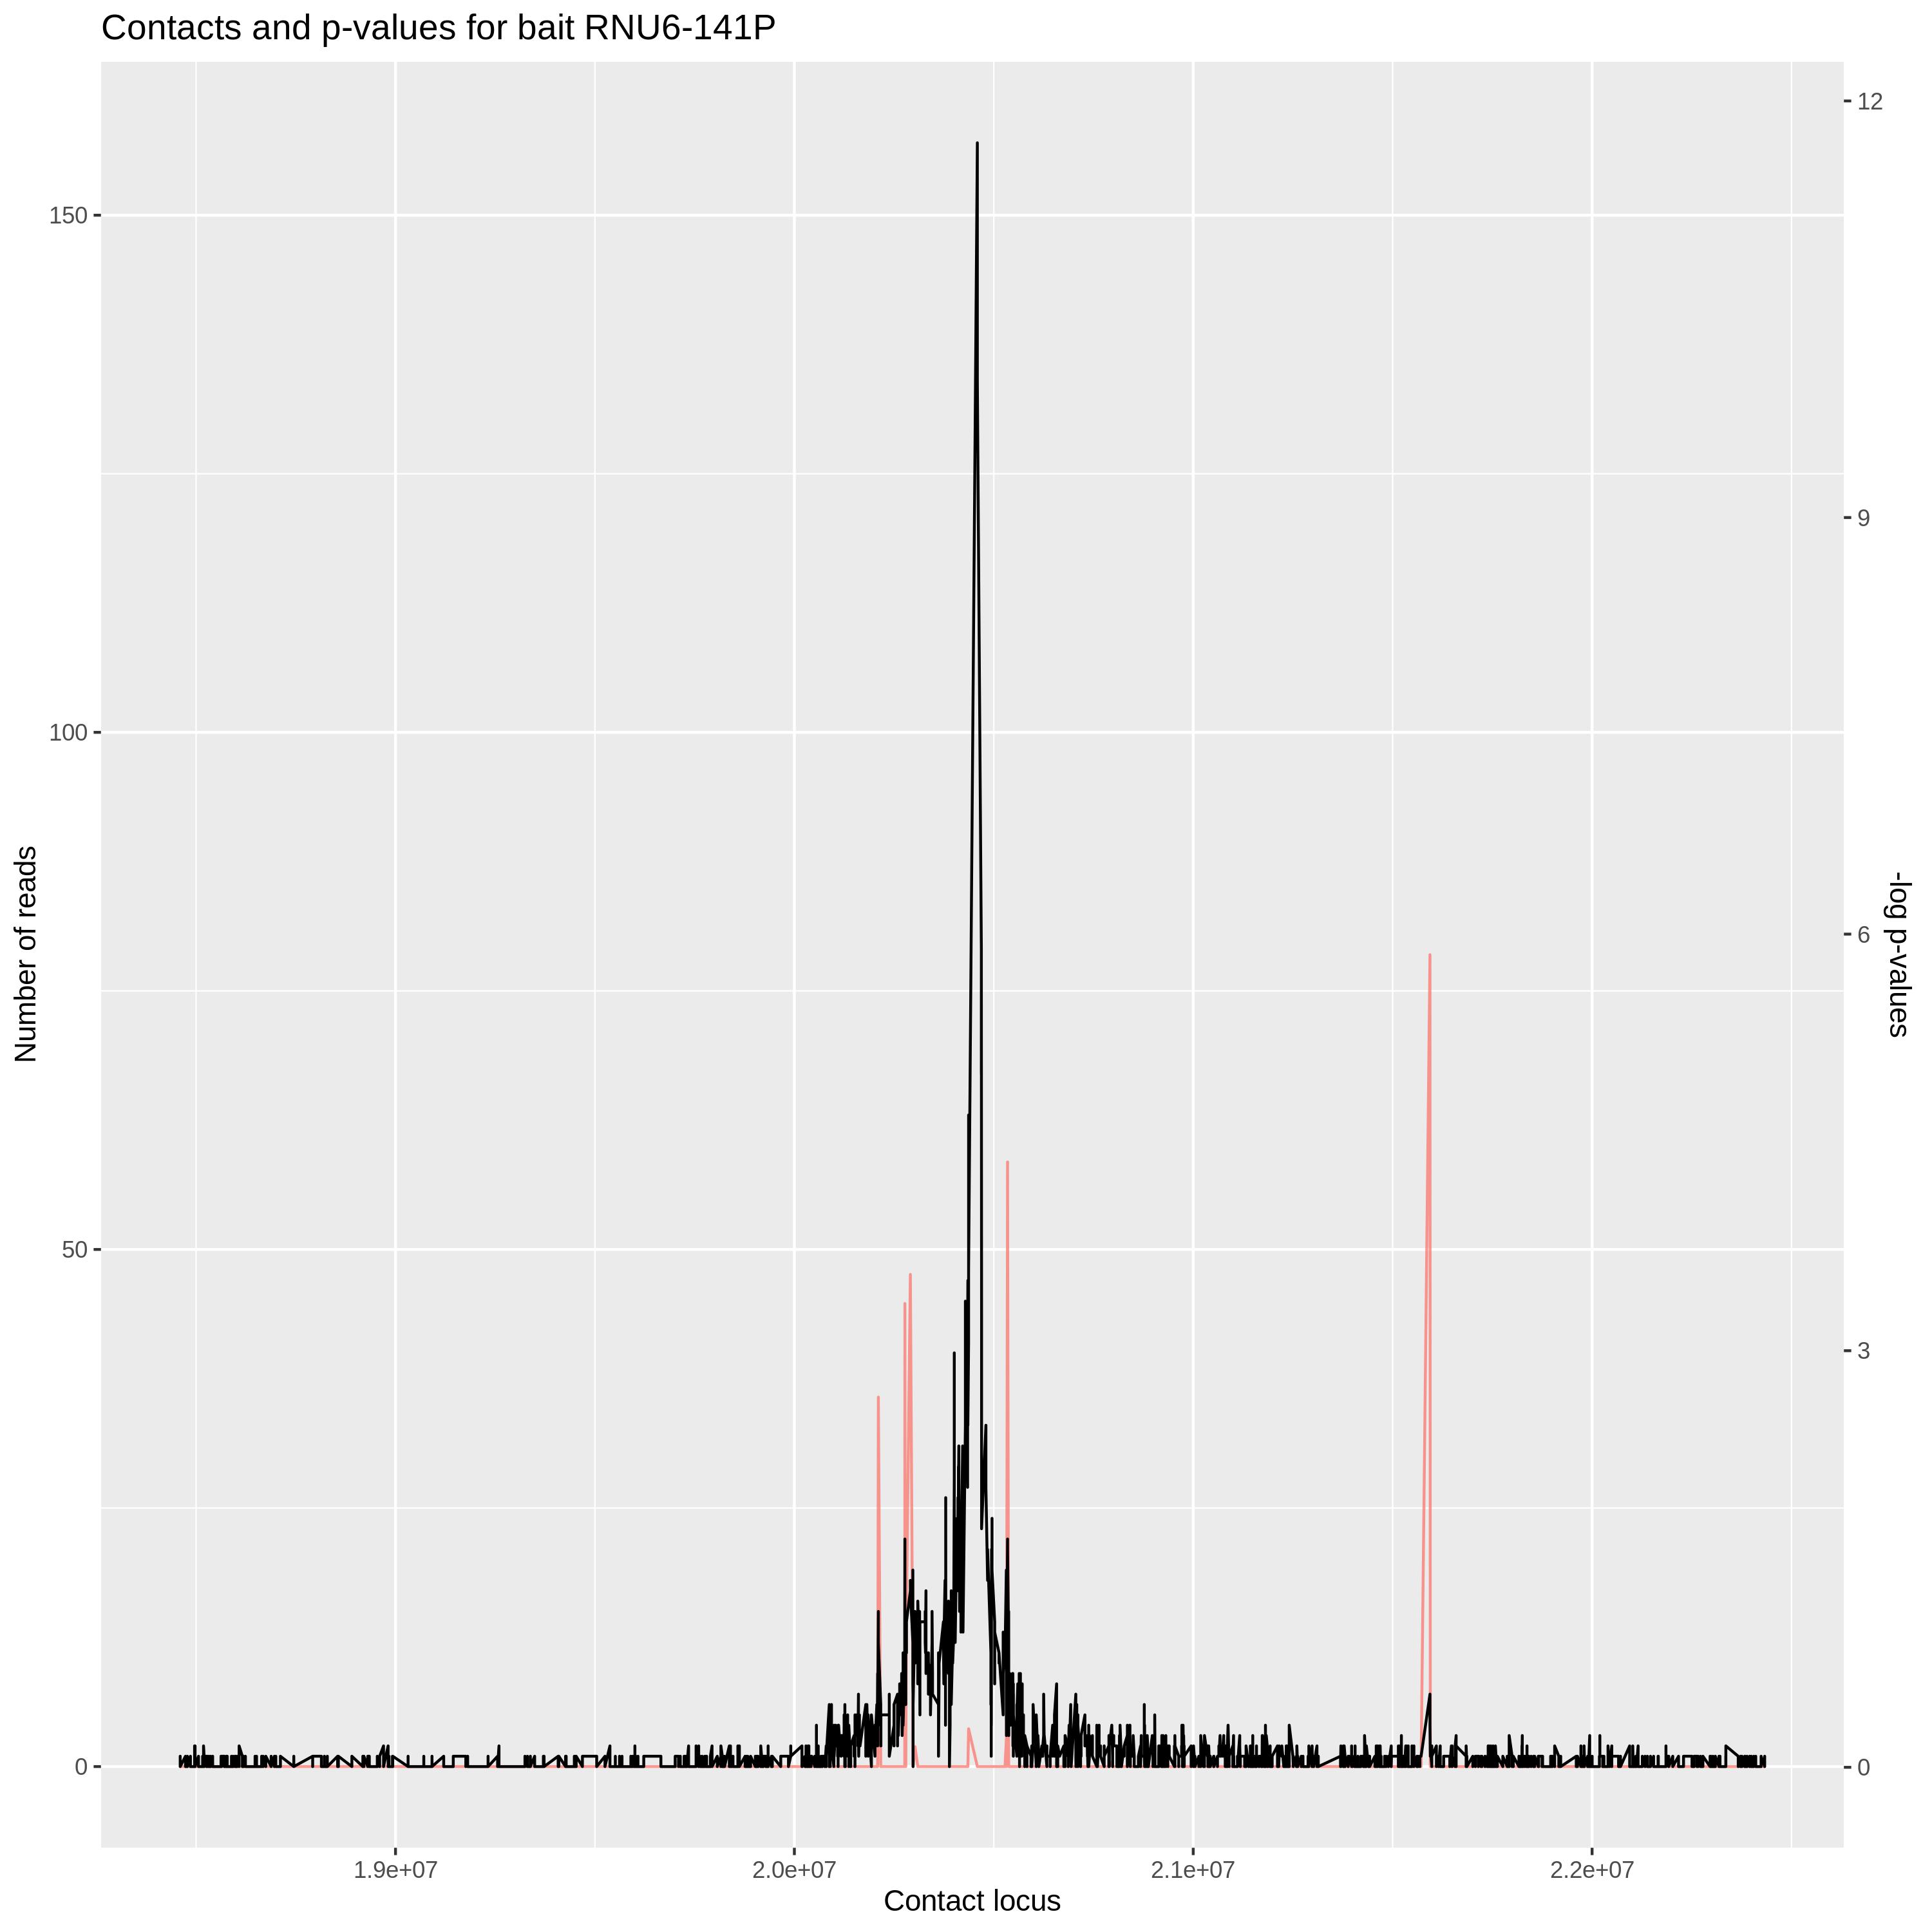 Contacts and p-values for bait RNU6-141P
150
100
50
0
Number of reads
12
9
6
3
0
-log p-values
1.9e+07
2.0e+07
2.1e+07
2.2e+07
Contact locus